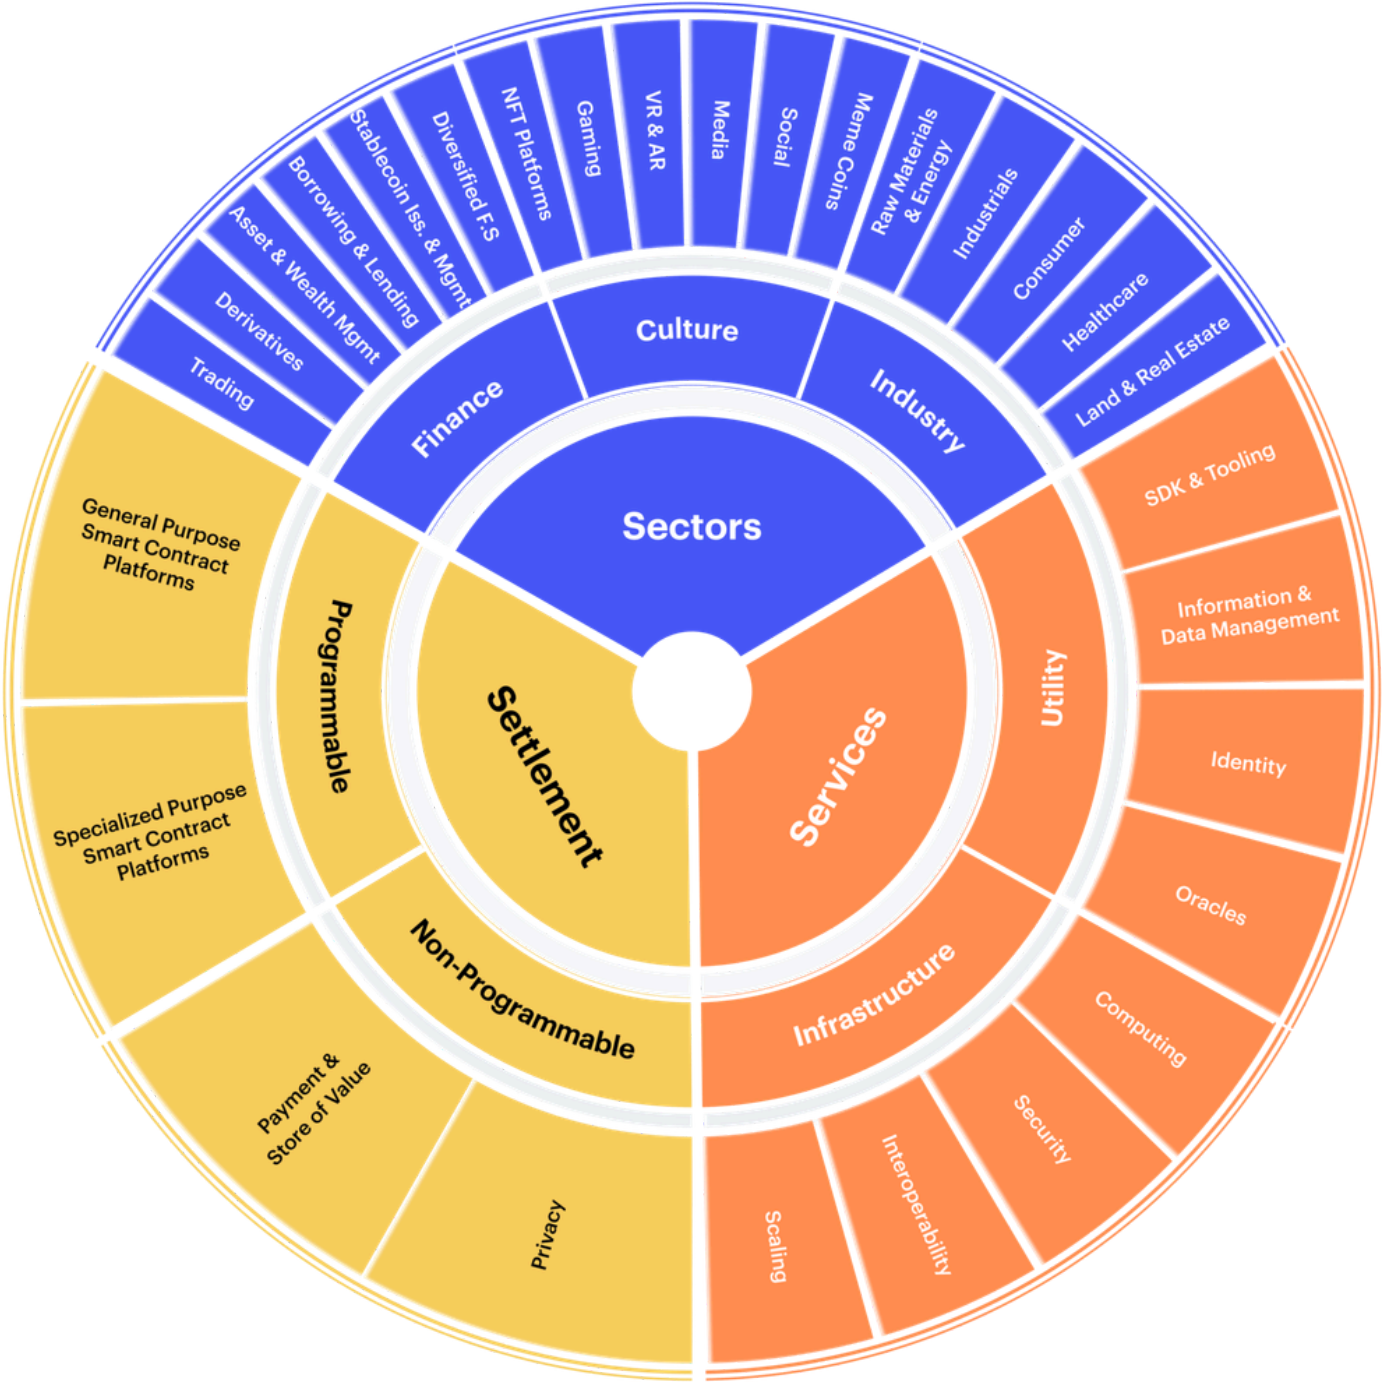 Sectors
Finance
Culture
Industry
Trading
Derivatives
Asset & Wealth Mgmt
Borrowing & Lending
Stablecoin Iss. & Mgmt
Diversified F.S
NFT Platforms
Gaming
VR & AR
Media
Social
Meme Coins
Raw Materials
& Energy
Industrials
Consumer
Healthcare
Land & Real Estate
Services
Utility
Infrastructure
SDK & Tooling
Information &
Data Management
Identity
Oracles
Computing
Security
Interoperability
Scaling
Settlement
Programmable
Non-Programmable
General Purpose
Smart Contract
Platforms
Specialized Purpose
Smart Contract
Platforms
Payment &
Store of Value
Privacy